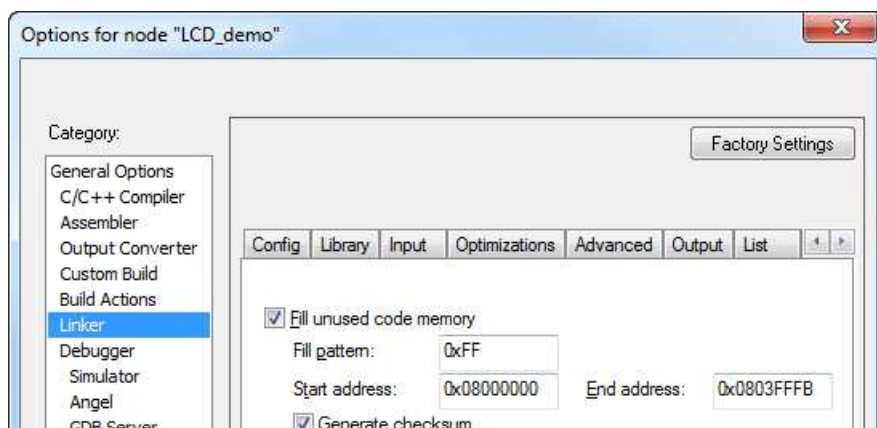 Options for node "LCD_demo"
Category:
Factory Settings
General Options
C/C++ Compiler
Assembler
Output Converter
Custom Build
Build Actions
Linker
Debugger
Simulator
Angel
GDB Server
Config Library Input Optimizations Advanced Output List
Fill unused code memory
Fill pattern: 0xFF
Start address: 0x08000000 End address: 0x0803FFFB
Generate checksum